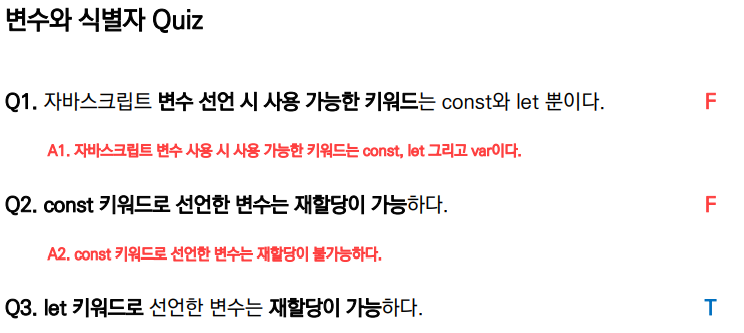 변수와 식별자 Quiz
Q1. 자바스크립트 변수 선언 시 사용 가능한 키워드는 const와 let 뿐이다. F
A1. 자바스크립트 변수 사용 시 사용 가능한 키워드는 const, let 그리고 var이다.
Q2. const 키워드로 선언한 변수는 재할당이 가능하다. F
A2. const 키워드로 선언한 변수는 재할당이 불가능하다.
Q3. let 키워드로 선언한 변수는 재할당이 가능하다. T